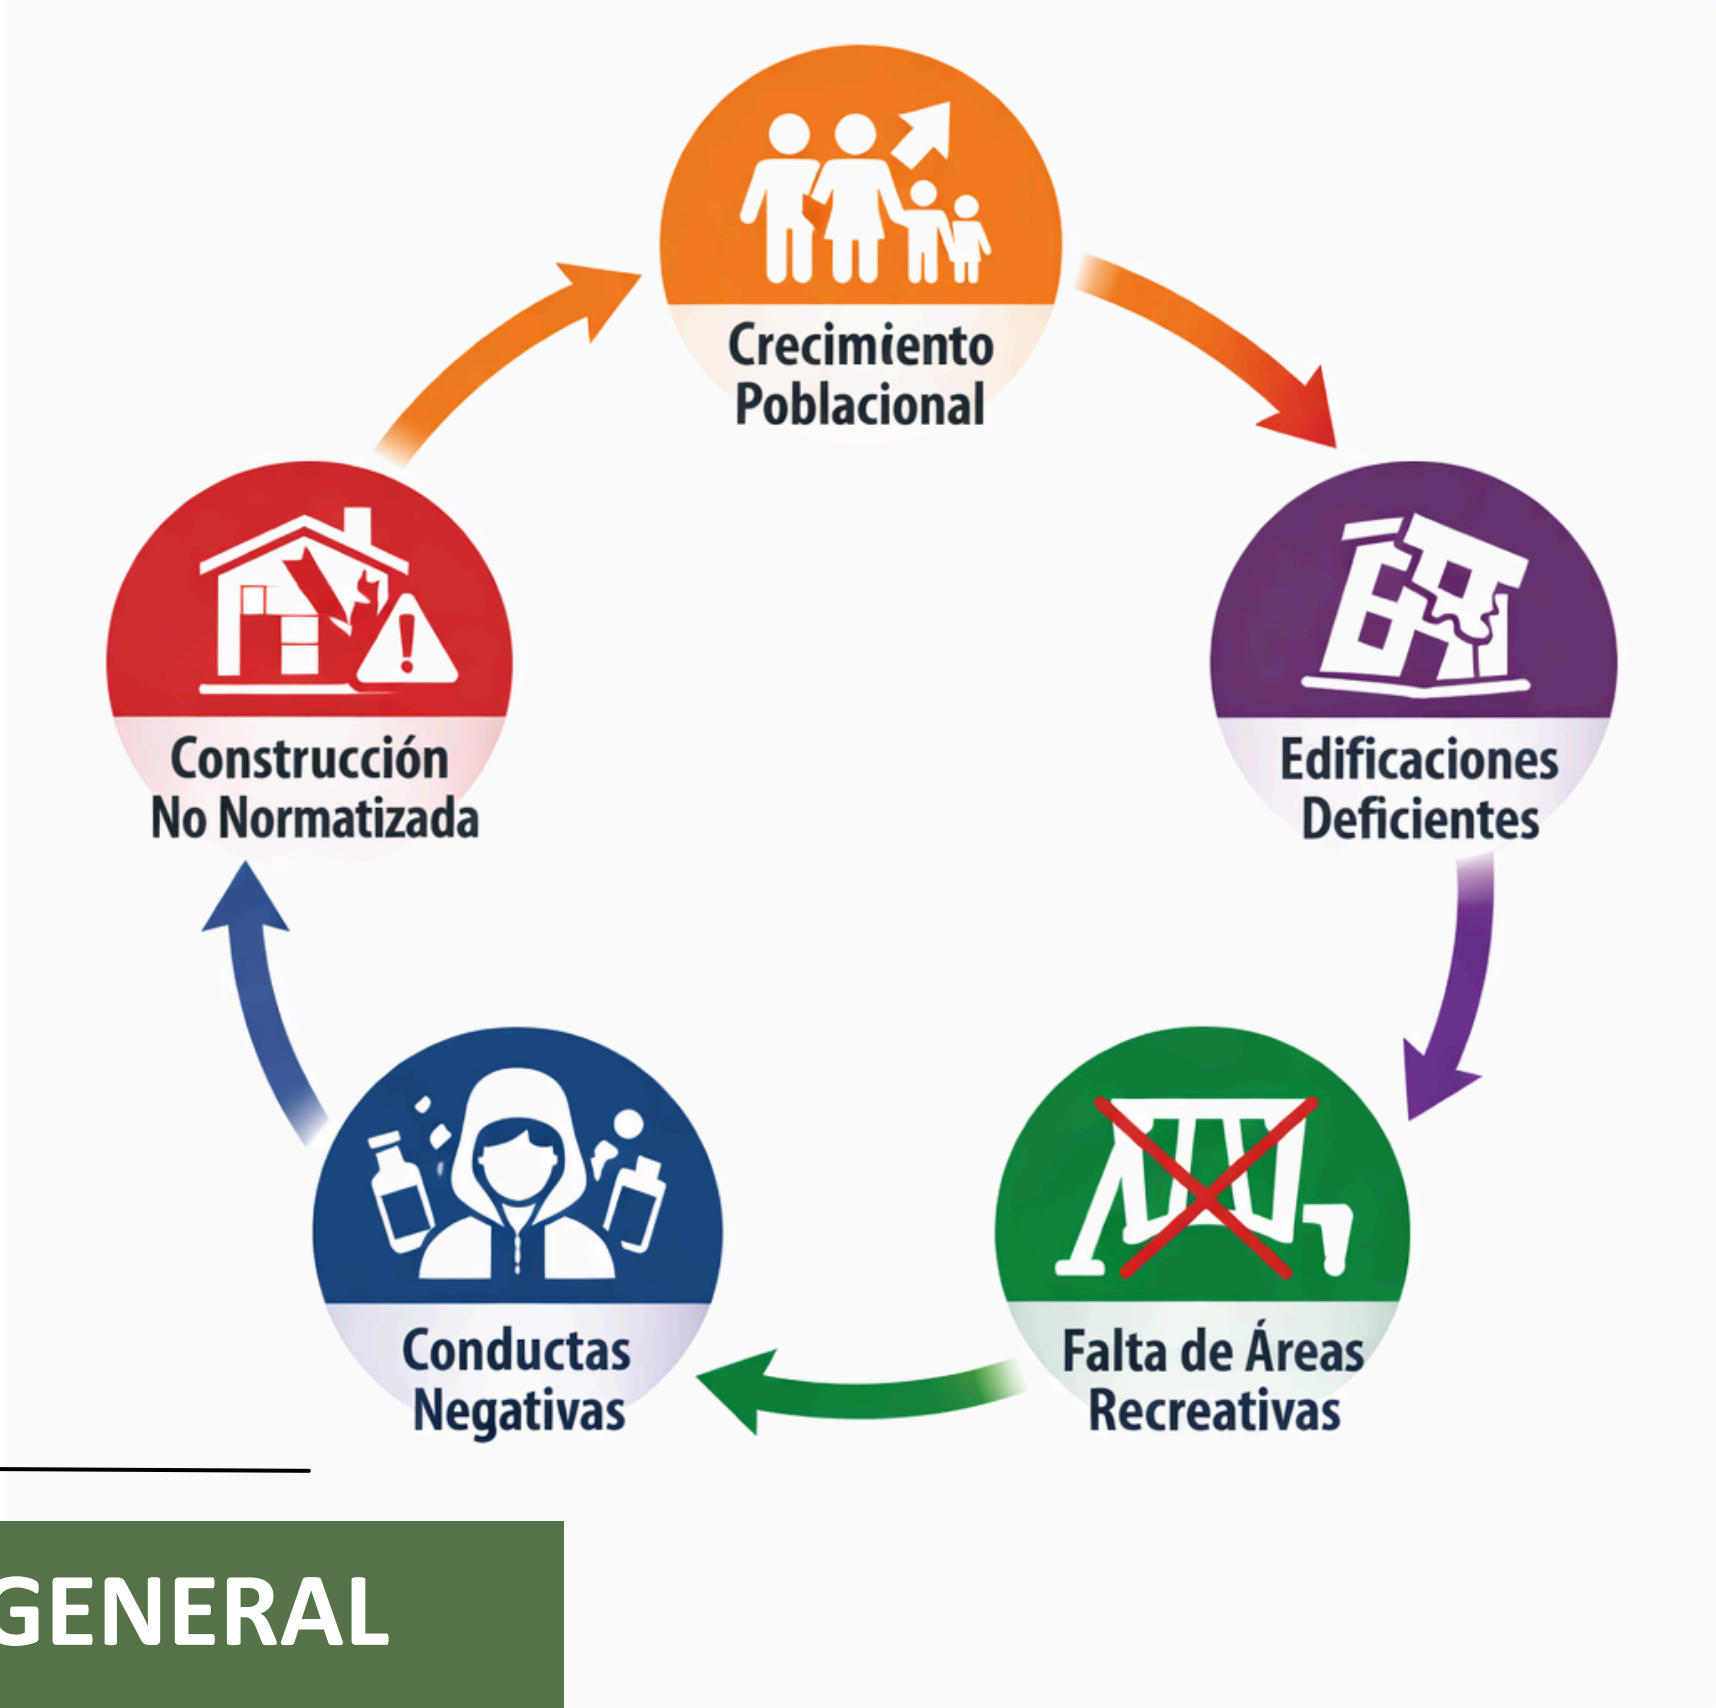 Crecimiento
Poblacional
Edificaciones
Deficientes
Falta de Áreas
Recreativas
Conductas
Negativas
Construcción
No Normatizada
GENERAL